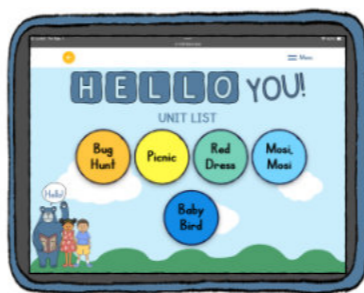 Menu
HELLO YOU!
UNIT LIST
Bug Hunt
Picnic
Red Dress
Mosi, Mosi
Baby Bird
Hello!